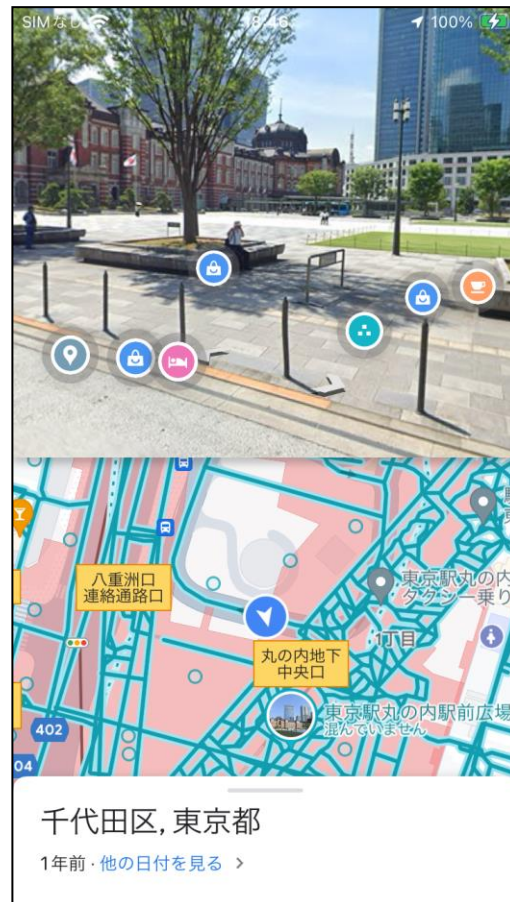 SIMなし
100%
八重洲口
連絡通路口
東京駅丸の内
タクシー乗り
1丁目
丸の内地下
中央口
東京駅丸の内駅前広場
混んでいません
402
04
千代田区, 東京都
1年前·他の日付を見る >